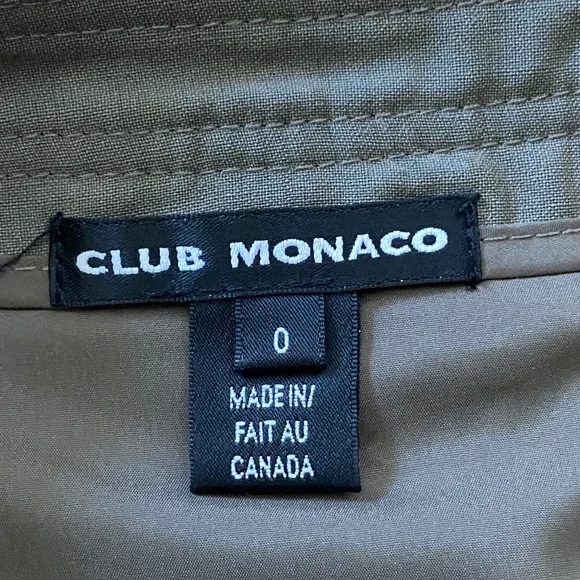 CLUB MONACO
0
MADE IN/
FAIT AU
CANADA